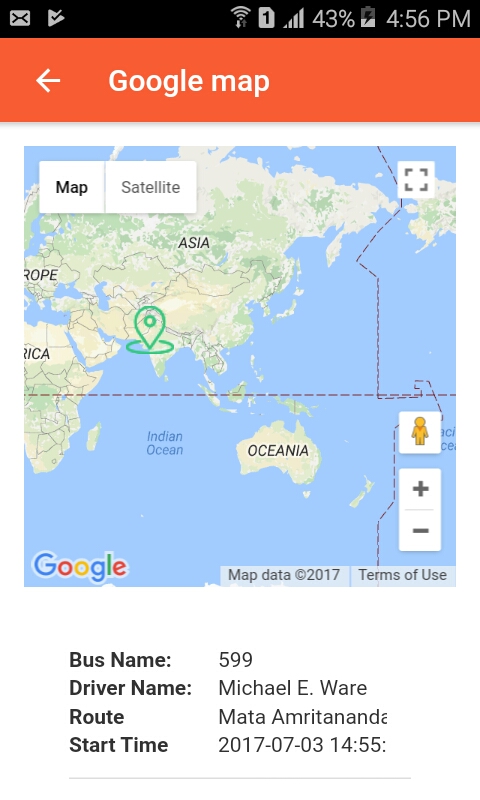 1 43% 4:56 PM
Google map
Map Satellite
ASIA
ROPE
RICA
Indian
Ocean
OCEANIA
aci
cea
+
−
Google
Map data ©2017 Terms of Use
Bus Name: 599
Driver Name: Michael E. Ware
Route Mata Amritananda
Start Time 2017-07-03 14:55: